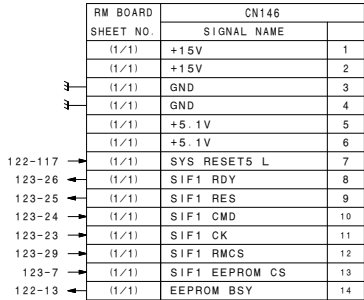 RM BOARD CN146
SHEET NO. SIGNAL NAME
(1/1) +15V 1
(1/1) +15V 2
(1/1) GND 3
(1/1) GND 4
(1/1) +5.1V 5
(1/1) +5.1V 6
122-117 (1/1) SYS RESET5 L 7
123-26 (1/1) SIF1 RDY 8
123-25 (1/1) SIF1 RES 9
123-24 (1/1) SIF1 CMD 10
123-23 (1/1) SIF1 CK 11
123-29 (1/1) SIF1 RMCS 12
123-7 (1/1) SIF1 EEPROM CS 13
122-13 (1/1) EEPROM BSY 14